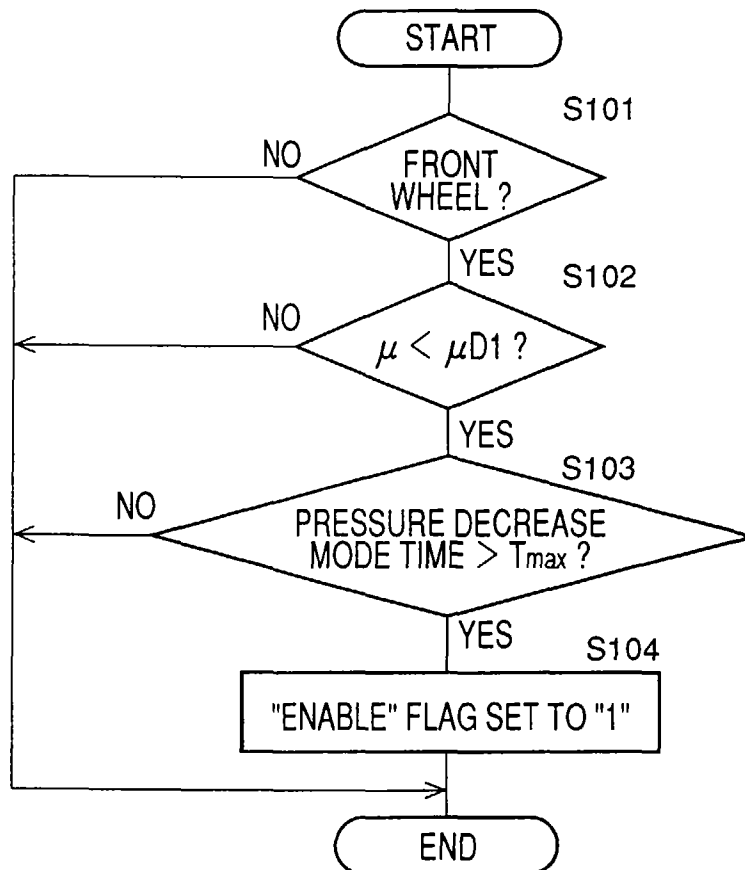 START
S101
NO
FRONT
WHEEL ?
YES
S102
NO
μ < μD1 ?
YES
S103
NO
PRESSURE DECREASE
MODE TIME > Tmax ?
YES
S104
"ENABLE" FLAG SET TO "1"
END